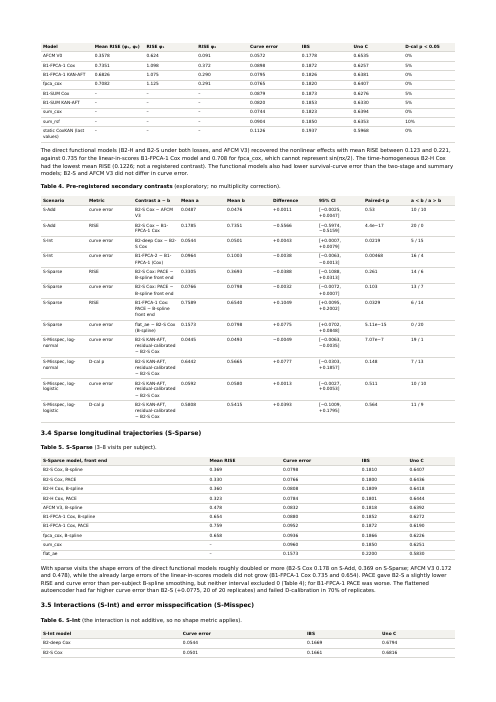 Model Mean RISE (φ₁, φ₂) RISE φ₁ RISE φ₂ Curve error IBS Uno C D-cal p < 0.05
AFCM V0 0.3578 0.624 0.091 0.0572 0.1778 0.6535 0%
B1-FPCA-1 Cox 0.7351 1.098 0.372 0.0898 0.1872 0.6257 5%
B1-FPCA-1 KAN-AFT 0.6826 1.075 0.290 0.0795 0.1826 0.6381 0%
fpca_cox 0.7082 1.125 0.291 0.0765 0.1820 0.6407 0%
B1-SUM Cox – – – 0.0879 0.1873 0.6276 5%
B1-SUM KAN-AFT – – – 0.0820 0.1853 0.6330 5%
sum_cox – – – 0.0744 0.1823 0.6394 0%
sum_rsf – – – 0.0904 0.1850 0.6353 10%
static CoxKAN (last – – – 0.1126 0.1937 0.5968 0%
values)
The direct functional models (B2-H and B2-S under both losses, and AFCM V3) recovered the nonlinear effects with mean RISE between 0.123 and 0.221,
against 0.735 for the linear-in-scores B1-FPCA-1 Cox model and 0.708 for fpca_cox, which cannot represent sin(πx/2). The time-homogeneous B2-H Cox
had the lowest mean RISE (0.1226; not a registered contrast). The functional models also had lower survival-curve error than the two-stage and summary
models; B2-S and AFCM V3 did not differ in curve error.
Table 4. Pre-registered secondary contrasts (exploratory; no multiplicity correction).
Scenario Metric Contrast a − b Mean a Mean b Difference 95% CI Paired-t p a < b / a > b
S-Add curve error B2-S Cox − AFCM 0.0487 0.0476 +0.0011 [−0.0025, 0.53 10 / 10
V3 +0.0047]
S-Add RISE B2-S Cox − B1- 0.1785 0.7351 −0.5566 [−0.5974, 4.4e−17 20 / 0
FPCA-1 Cox −0.5159]
S-Int curve error B2-deep Cox − B2- 0.0544 0.0501 +0.0043 [+0.0007, 0.0219 5 / 15
S Cox +0.0079]
S-Int curve error B1-FPCA-2 − B1- 0.0964 0.1003 −0.0038 [−0.0063, 0.00468 16 / 4
FPCA-1 (Cox) −0.0013]
S-Sparse RISE B2-S Cox: PACE − 0.3305 0.3693 −0.0388 [−0.1088, 0.261 14 / 6
B-spline front end +0.0313]
S-Sparse curve error B2-S Cox: PACE − 0.0766 0.0798 −0.0032 [−0.0072, 0.103 13 / 7
B-spline front end +0.0007]
S-Sparse RISE B1-FPCA-1 Cox: 0.7589 0.6540 +0.1049 [+0.0095, 0.0329 6 / 14
PACE − B-spline +0.2002]
front end
S-Sparse curve error flat_ae − B2-S Cox 0.1573 0.0798 +0.0775 [+0.0702, 5.11e−15 0 / 20
(B-spline) +0.0848]
S-Misspec, log- curve error B2-S KAN-AFT, 0.0445 0.0493 −0.0049 [−0.0063, 7.07e−7 19 / 1
normal residual-calibrated −0.0035]
− B2-S Cox
S-Misspec, log- D-cal p B2-S KAN-AFT, 0.6442 0.5665 +0.0777 [−0.0303, 0.148 7 / 13
normal residual-calibrated +0.1857]
− B2-S Cox
S-Misspec, log- curve error B2-S KAN-AFT, 0.0592 0.0580 +0.0013 [−0.0027, 0.511 10 / 10
logistic residual-calibrated +0.0053]
− B2-S Cox
S-Misspec, log- D-cal p B2-S KAN-AFT, 0.5808 0.5415 +0.0393 [−0.1009, 0.564 11 / 9
logistic residual-calibrated +0.1795]
− B2-S Cox
3.4 Sparse longitudinal trajectories (S-Sparse)
Table 5. S-Sparse (3–8 visits per subject).
S-Sparse model, front end Mean RISE Curve error IBS Uno C
B2-S Cox, B-spline 0.369 0.0798 0.1810 0.6407
B2-S Cox, PACE 0.330 0.0766 0.1800 0.6436
B2-H Cox, B-spline 0.360 0.0808 0.1809 0.6418
B2-H Cox, PACE 0.323 0.0784 0.1801 0.6444
AFCM V3, B-spline 0.478 0.0832 0.1818 0.6392
B1-FPCA-1 Cox, B-spline 0.654 0.0880 0.1852 0.6272
B1-FPCA-1 Cox, PACE 0.759 0.0952 0.1872 0.6190
fpca_cox, B-spline 0.658 0.0936 0.1866 0.6226
sum_cox – 0.0960 0.1850 0.6251
flat_ae – 0.1573 0.2200 0.5830
With sparse visits the shape errors of the direct functional models roughly doubled or more (B2-S Cox 0.178 on S-Add, 0.369 on S-Sparse; AFCM V3 0.172
and 0.478), while the already large errors of the linear-in-scores models did not grow (B1-FPCA-1 Cox 0.735 and 0.654). PACE gave B2-S a slightly lower
RISE and curve error than per-subject B-spline smoothing, but neither interval excluded 0 (Table 4); for B1-FPCA-1 PACE was worse. The flattened
autoencoder had far higher curve error than B2-S (+0.0775, 20 of 20 replicates) and failed D-calibration in 70% of replicates.
3.5 Interactions (S-Int) and error misspecification (S-Misspec)
Table 6. S-Int (the interaction is not additive, so no shape metric applies).
S-Int model Curve error IBS Uno C
B2-deep Cox 0.0544 0.1669 0.6794
B2-S Cox 0.0501 0.1661 0.6816